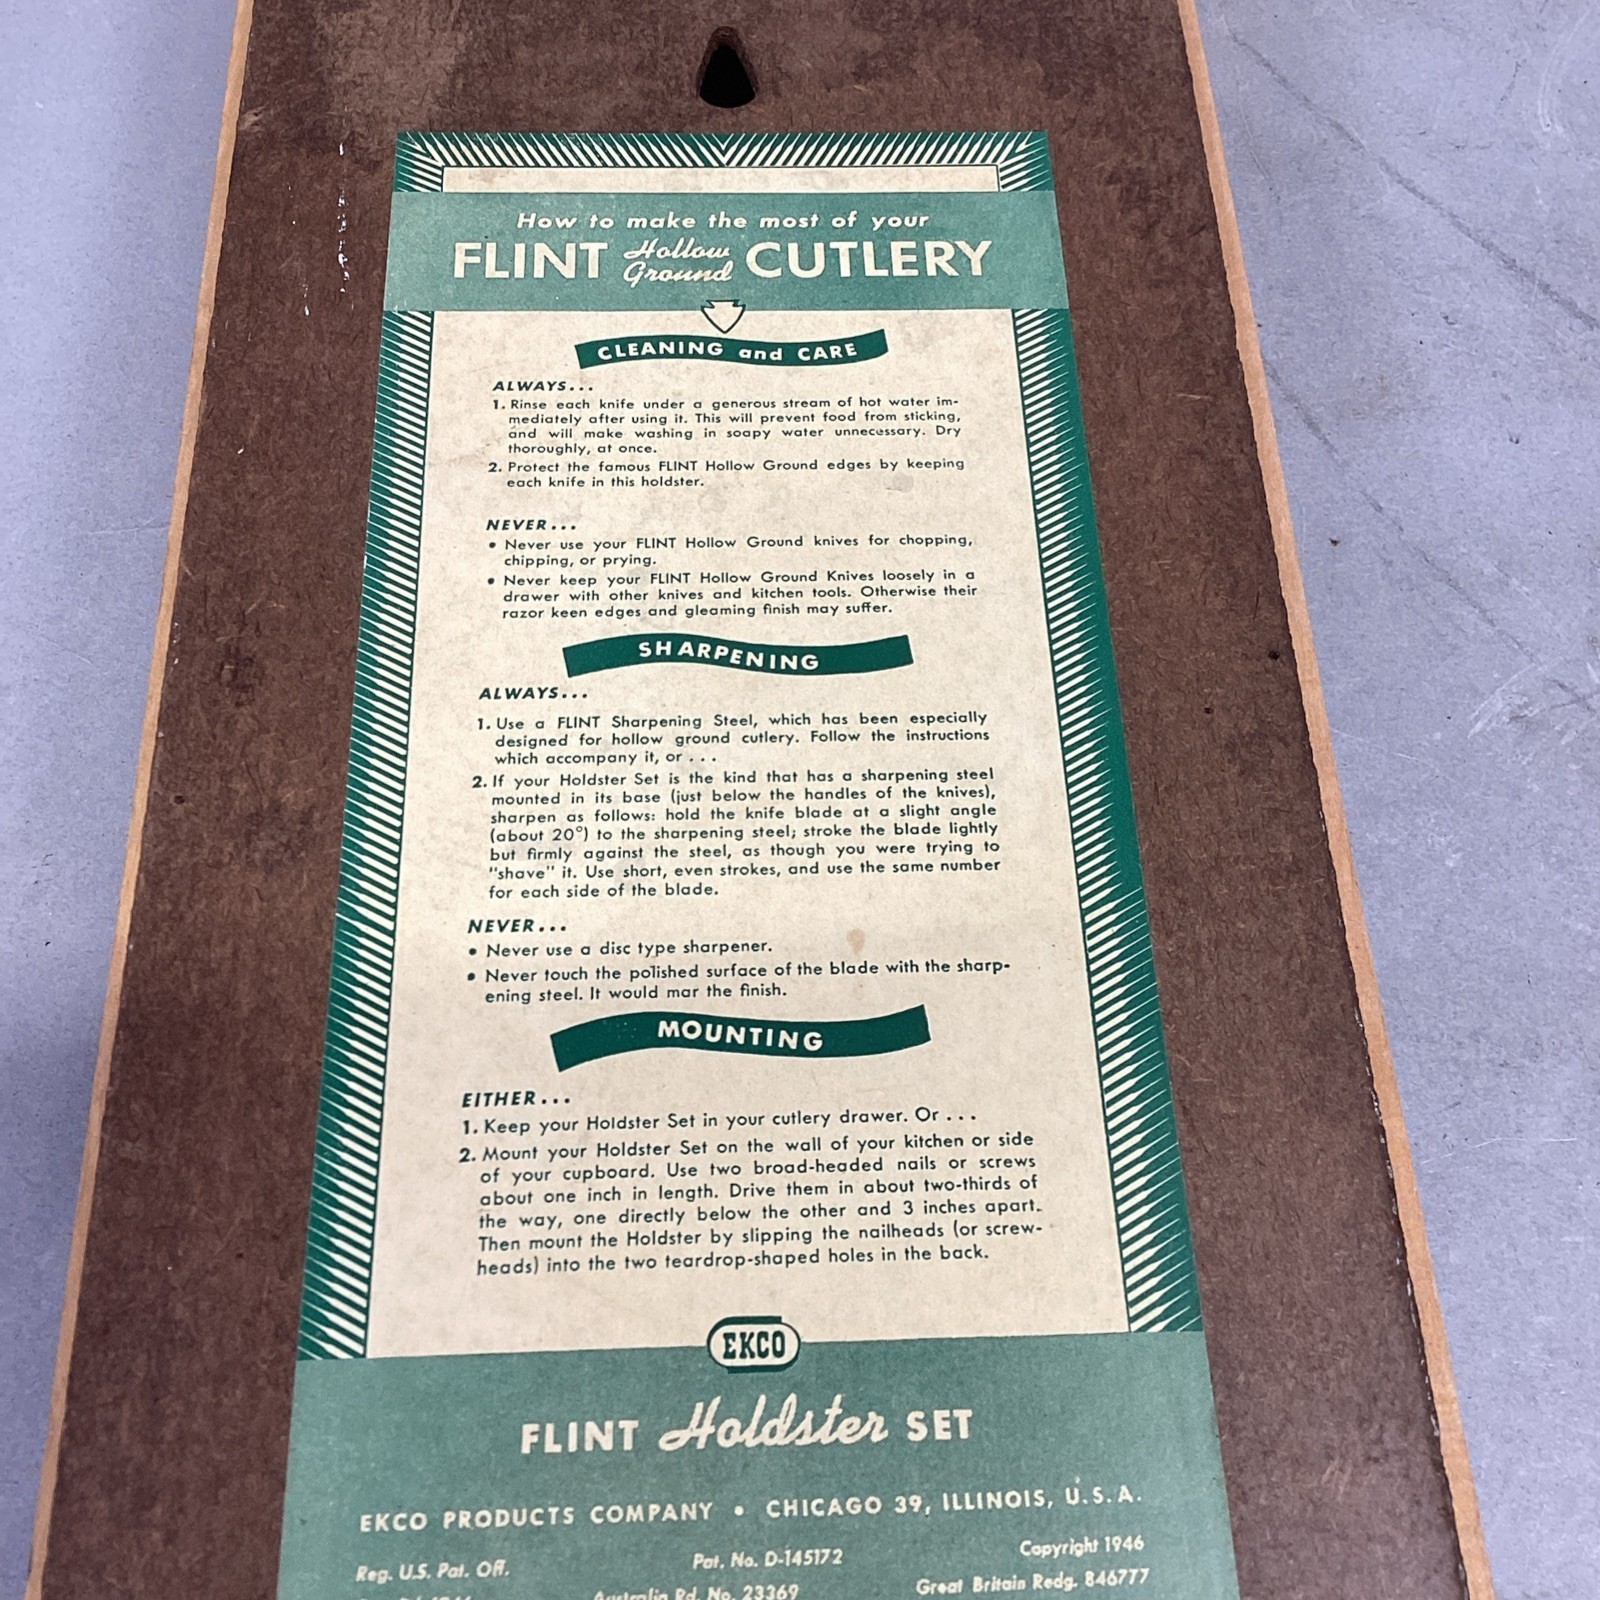 How to make the most of your
FLINT Hollow Ground CUTLERY
CLEANING and CARE
ALWAYS...
1. Rinse each knife under a generous stream of hot water im-
mediately after using it. This will prevent food from sticking,
and will make washing in soapy water unnecessary. Dry
thoroughly, at once.
2. Protect the famous FLINT Hollow Ground edges by keeping
each knife in this holdster.
NEVER...
• Never use your FLINT Hollow Ground knives for chopping,
chipping, or prying.
• Never keep your FLINT Hollow Ground Knives loosely in a
drawer with other knives and kitchen tools. Otherwise their
razor keen edges and gleaming finish may suffer.
SHARPENING
ALWAYS...
1. Use a FLINT Sharpening Steel, which has been especially
designed for hollow ground cutlery. Follow the instructions
which accompany it, or . . .
2. If your Holdster Set is the kind that has a sharpening steel
mounted in its base (just below the handles of the knives),
sharpen as follows: hold the knife blade at a slight angle
(about 20°) to the sharpening steel; stroke the blade lightly
but firmly against the steel, as though you were trying to
"shave" it. Use short, even strokes, and use the same number
for each side of the blade.
NEVER...
• Never use a disc type sharpener.
• Never touch the polished surface of the blade with the sharp-
ening steel. It would mar the finish.
MOUNTING
EITHER...
1. Keep your Holdster Set in your cutlery drawer. Or . . .
2. Mount your Holdster Set on the wall of your kitchen or side
of your cupboard. Use two broad-headed nails or screws
about one inch in length. Drive them in about two-thirds of
the way, one directly below the other and 3 inches apart.
Then mount the Holdster by slipping the nailheads (or screw-
heads) into the two teardrop-shaped holes in the back.
EKCO
FLINT Holdster SET
EKCO PRODUCTS COMPANY • CHICAGO 39, ILLINOIS, U.S.A.
Reg. U.S. Pat. Off. Pat. No. D-145172 Copyright 1946
Australia Rd. No. 23369 Great Britain Redg. 846777